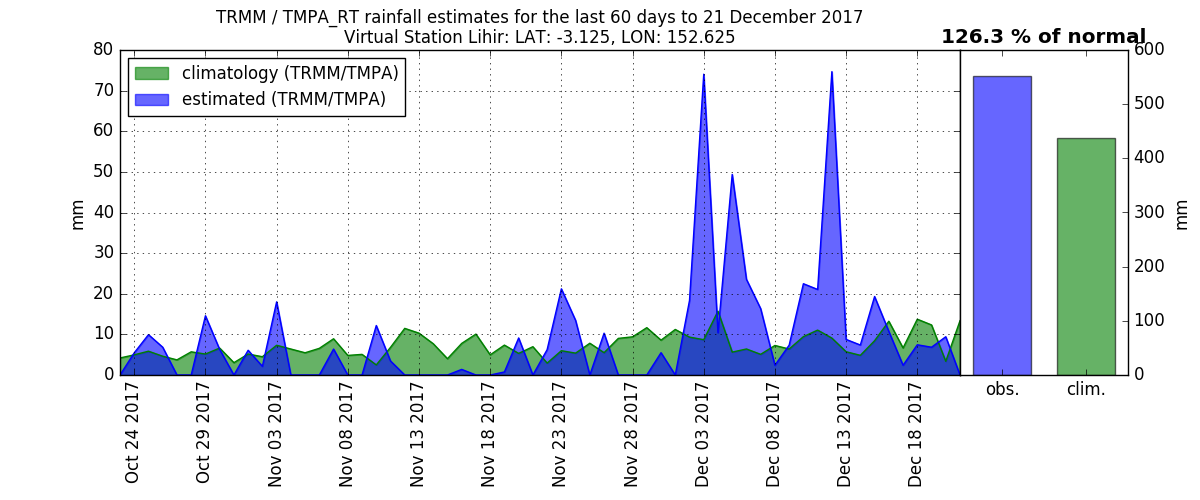 TRMM / TMPA_RT rainfall estimates for the last 60 days to 21 December 2017
Virtual Station Lihir: LAT: -3.125, LON: 152.625
126.3 % of normal
climatology (TRMM/TMPA)
estimated (TRMM/TMPA)
mm
80
70
60
50
40
30
20
10
0
Oct 24 2017
Oct 29 2017
Nov 03 2017
Nov 08 2017
Nov 13 2017
Nov 18 2017
Nov 23 2017
Nov 28 2017
Dec 03 2017
Dec 08 2017
Dec 13 2017
Dec 18 2017
obs.
clim.
600
500
400
300
200
100
0
mm